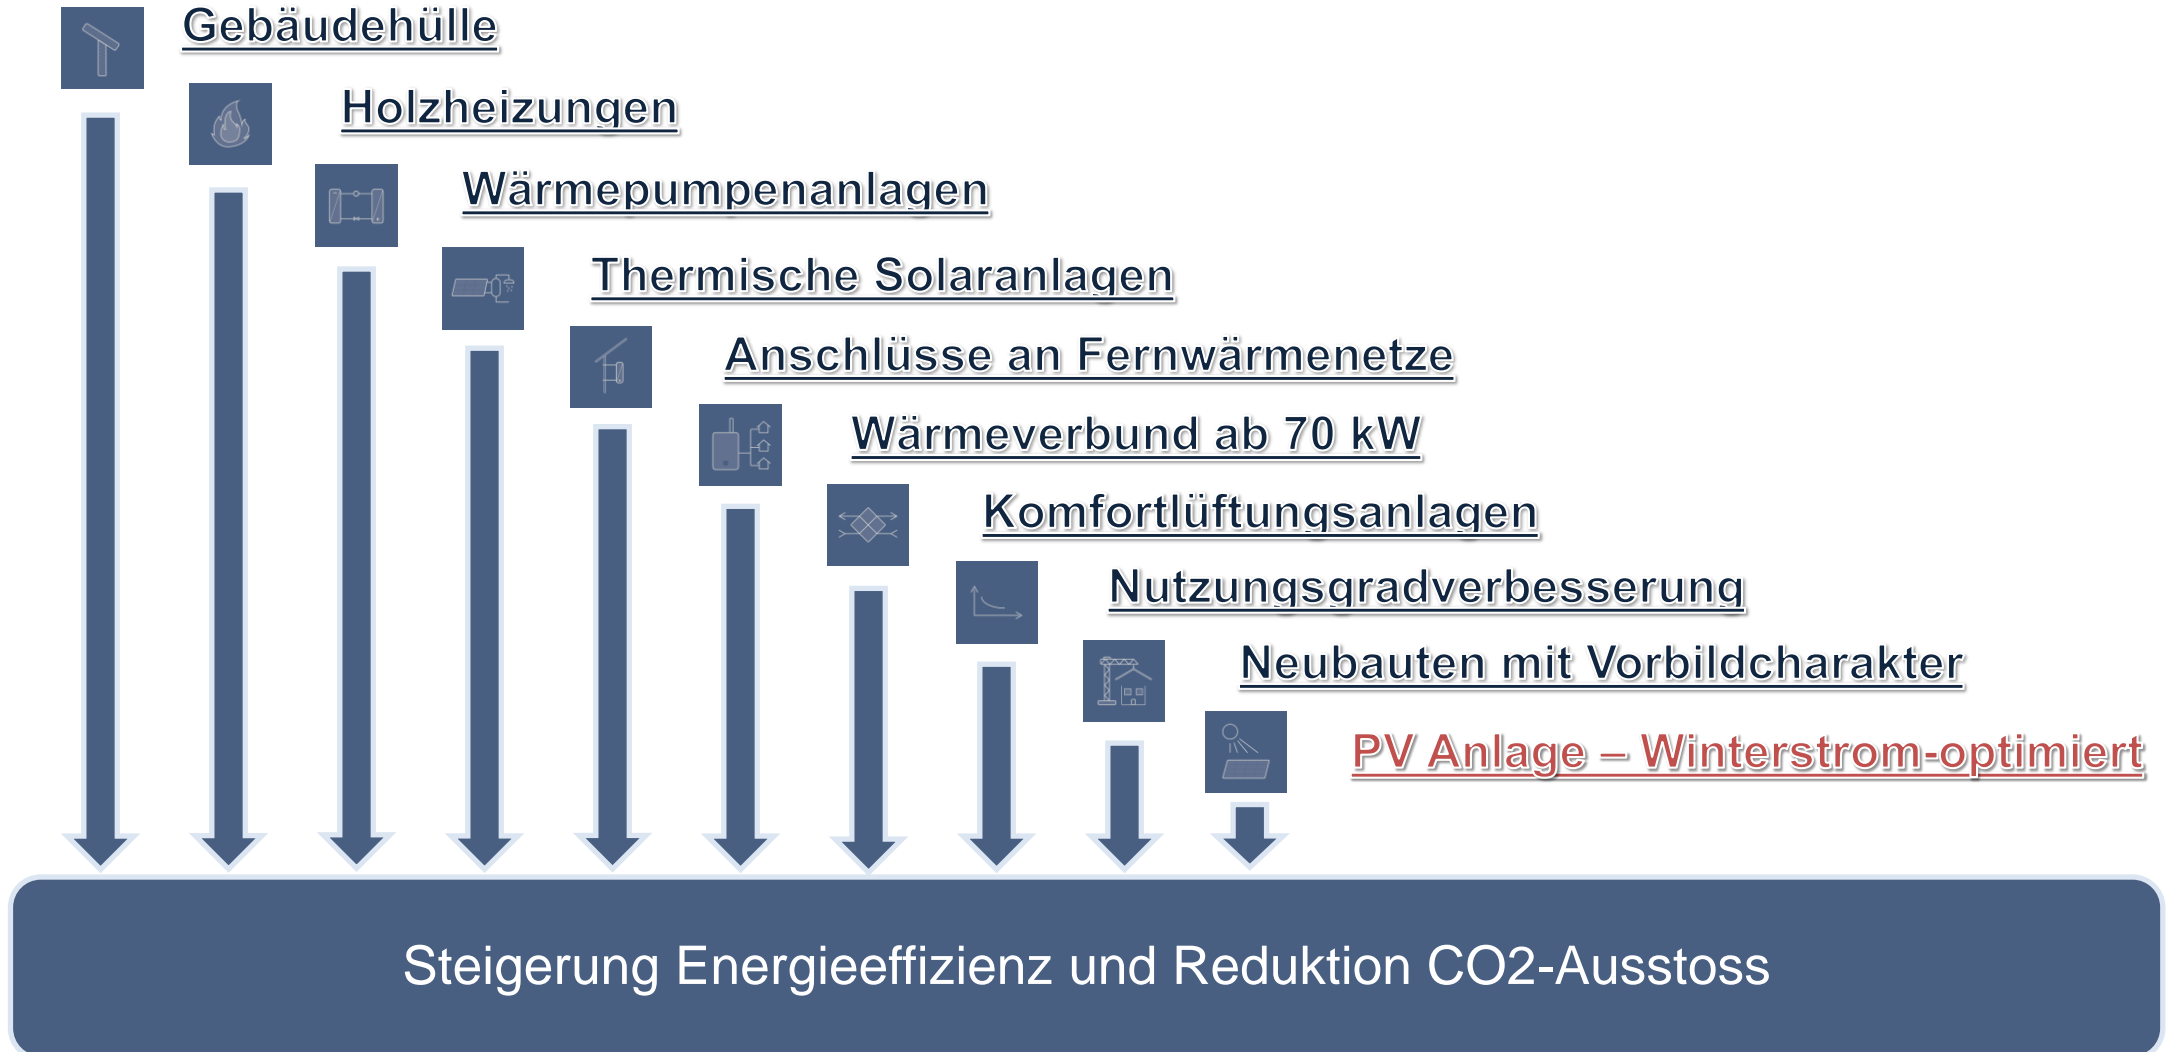 Gebäudehülle
Holzheizungen
Wärmepumpenanlagen
Thermische Solaranlagen
Anschlüsse an Fernwärmenetze
Wärmeverbund ab 70 kW
Komfortlüftungsanlagen
Nutzungsgradverbesserung
Neubauten mit Vorbildcharakter
PV Anlage – Winterstrom-optimiert
Steigerung Energieeffizienz und Reduktion CO2-Ausstoss